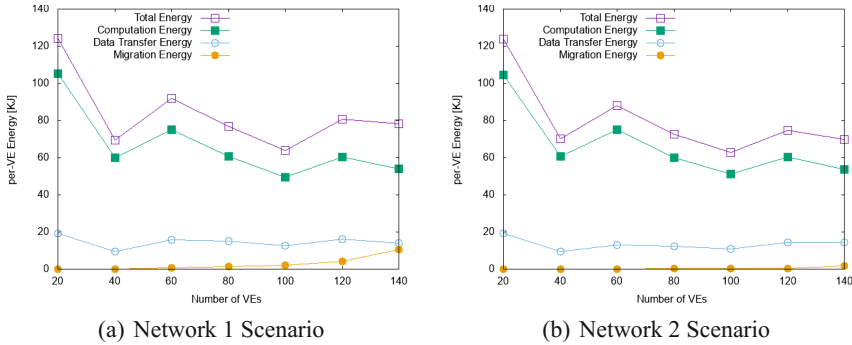 140
120
100
80
60
40
20
0
per-VE Energy [KJ]
Total Energy
Computation Energy
Data Transfer Energy
Migration Energy
20 40 60 80 100 120 140
Number of VEs
(a) Network 1 Scenario
140
120
100
80
60
40
20
0
per-VE Energy [KJ]
Total Energy
Computation Energy
Data Transfer Energy
Migration Energy
20 40 60 80 100 120 140
Number of VEs
(b) Network 2 Scenario